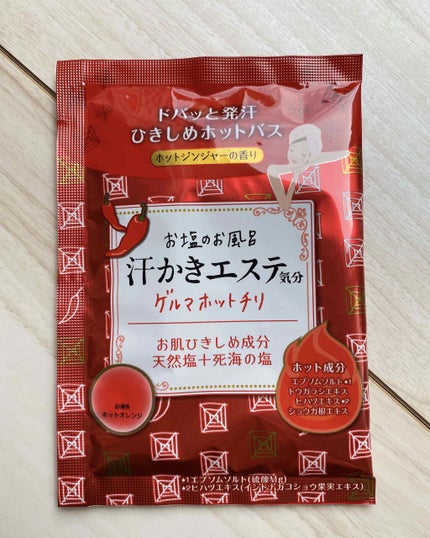 ドバッと発汗
ひきしめホットバス
ホットジンジャーの香り
お塩のお風呂
汗かきエステ気分
ゲルマホットチリ
お肌ひきしめ成分
天然塩+死海の塩
ホット成分
エプソムソルト*1
トウガラシエキス
ヒハツエキス*2
ショウガ根エキス
お湯色
ホットオレンジ
*1エプソムソルト(硫酸Mg)
*2ヒハツエキス(インドナガコショウ果実エキス)